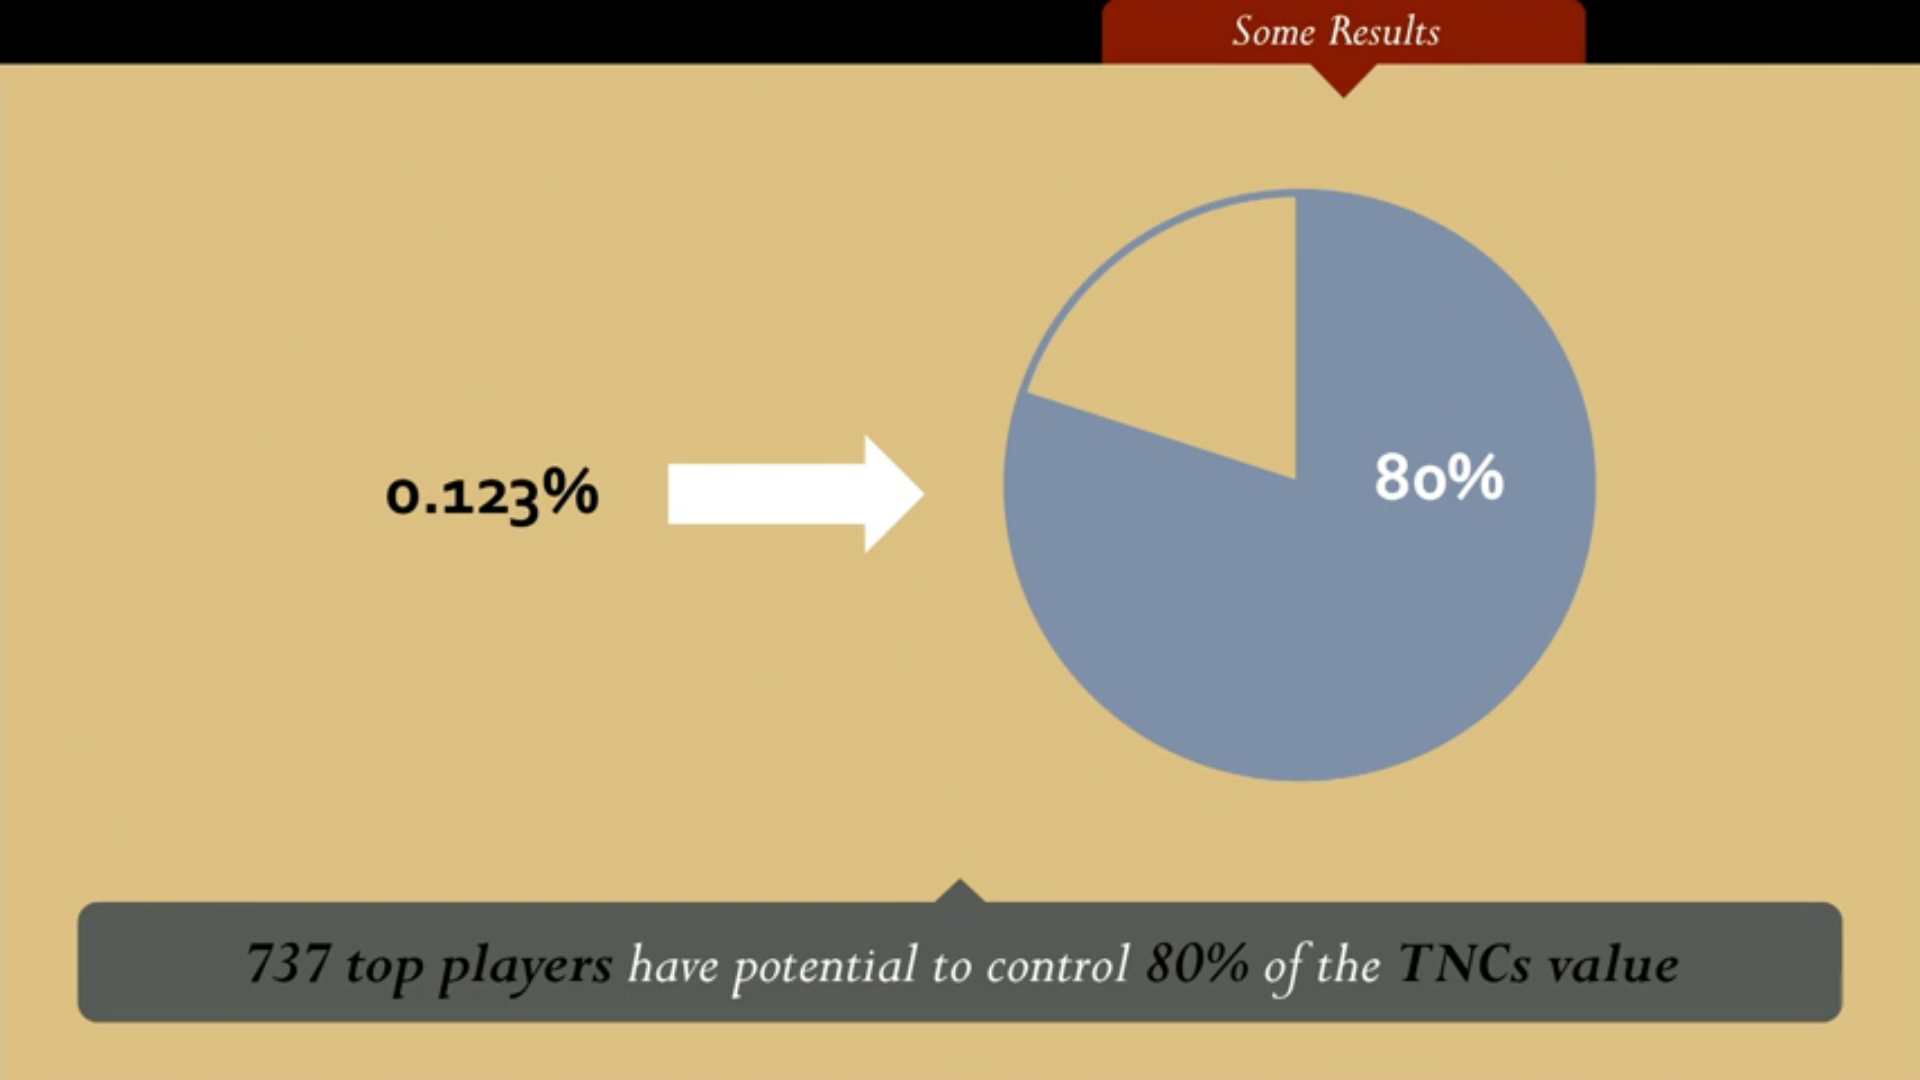 Some Results
0.123%
80%
737 top players have potential to control 80% of the TNCs value